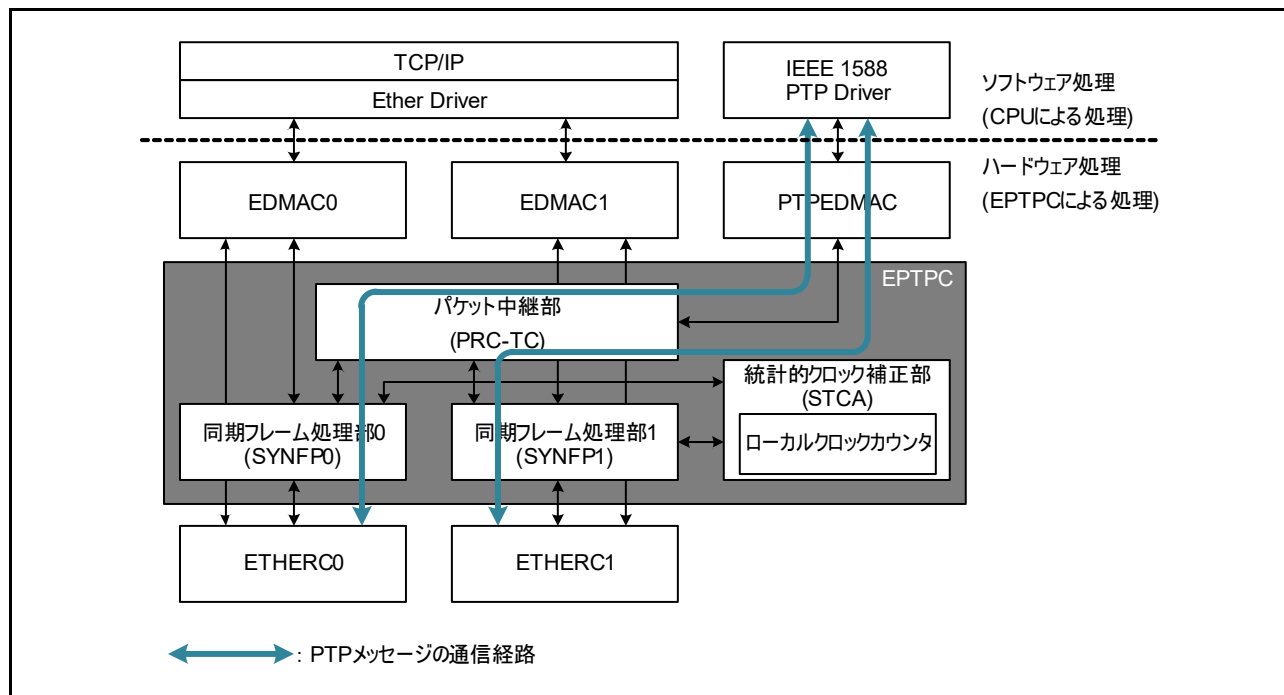 TCP/IP
Ether Driver
IEEE 1588
PTP Driver
ソフトウェア処理
(CPUによる処理)
ハードウェア処理
(EPTPCによる処理)
EDMAC0
EDMAC1
PTPEDMAC
EPTPC
パケット中継部
(PRC-TC)
統計的クロック補正部
(STCA)
ローカルクロックカウンタ
同期フレーム処理部0
(SYNFP0)
同期フレーム処理部1
(SYNFP1)
ETHERC0
ETHERC1
: PTPメッセージの通信経路